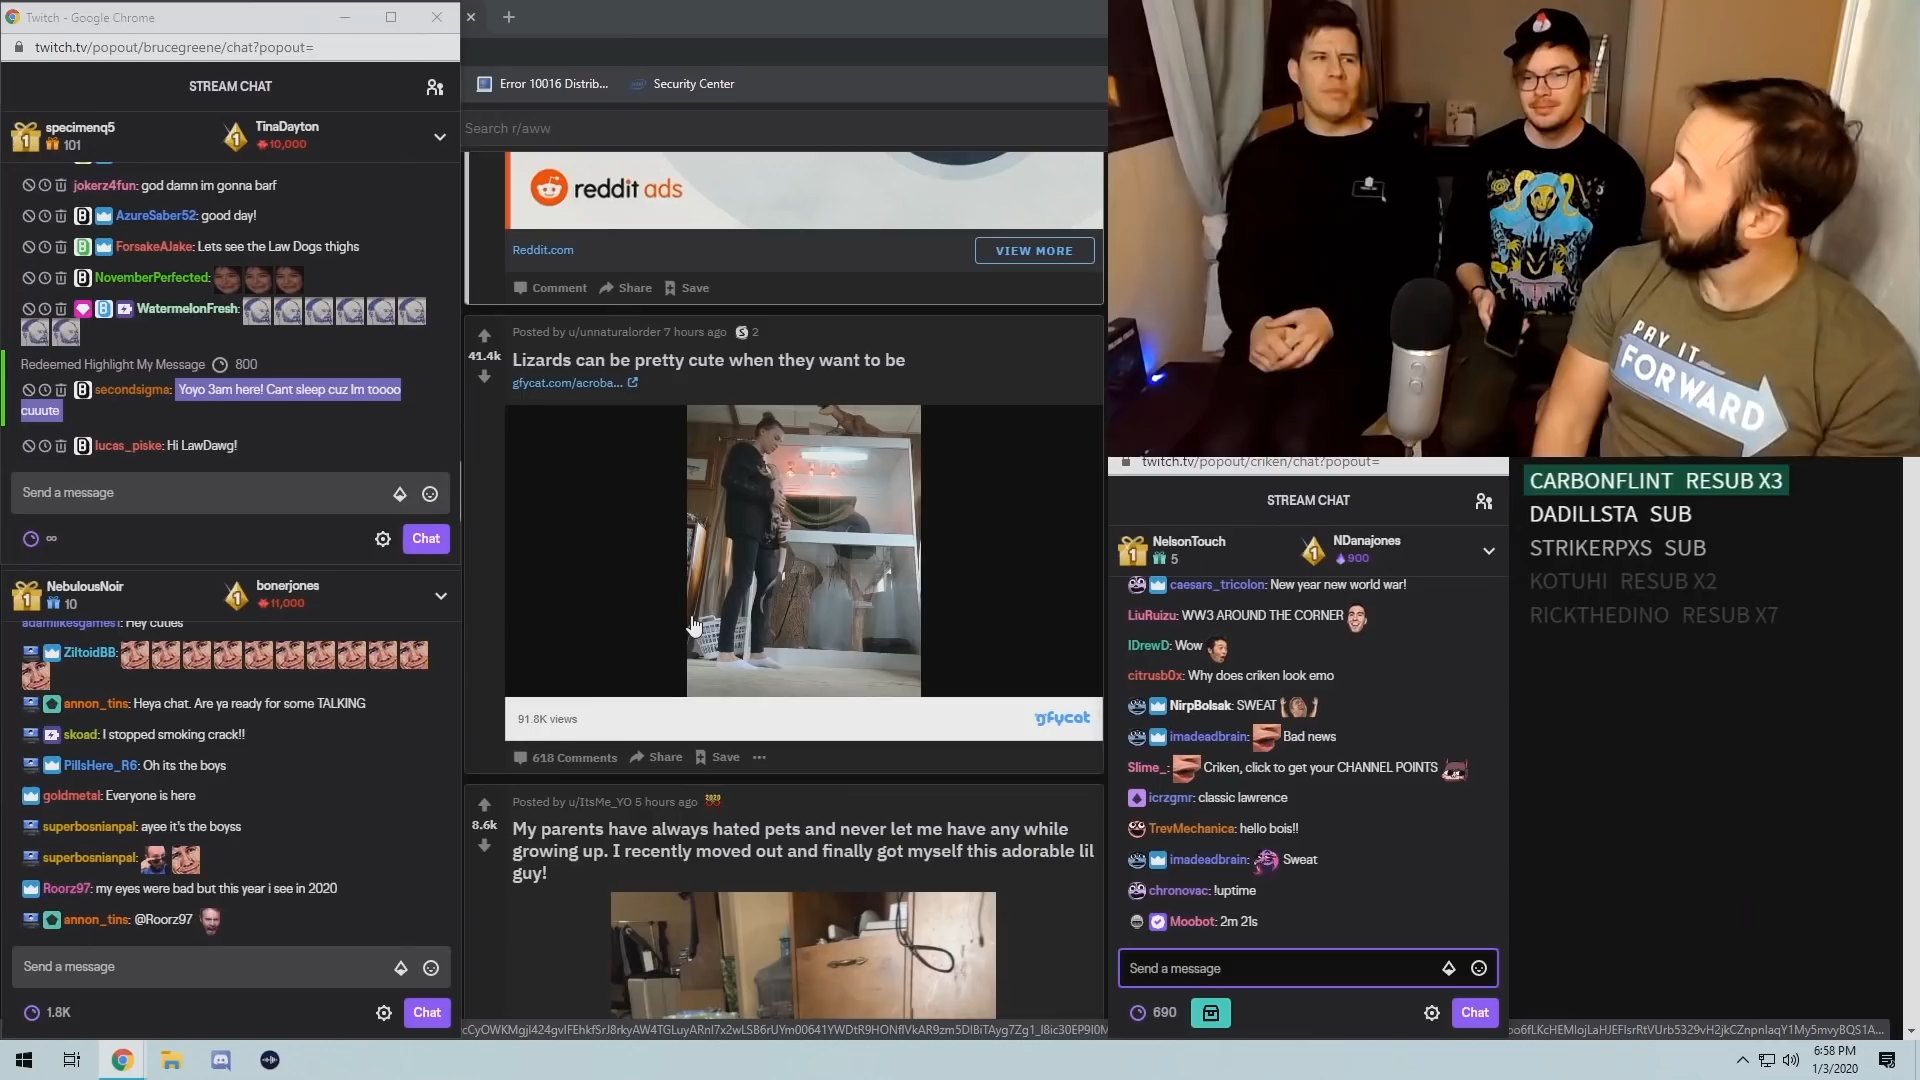 Twitch - Google Chrome
twitch.tv/popout/brucegreene/chat?popout=
STREAM CHAT
specimenq5
101
TinaDayton
10,000
jokerz4fun: god damn im gonna barf
AzureSaber52: good day!
ForsakeAJake: Lets see the Law Dogs thighs
NovemberPerfected:
WatermelonFresh:
Redeemed Highlight My Message 800
secondsigma: Yoyo 3am here! Cant sleep cuz Im toooo
cuuute
lucas_piske: Hi LawDawg!
Send a message
∞
Chat
NebulousNoir
10
bonerjones
11,000
adamlikesgames1: Hey cuties
ZiltoidBB:
annon_tins: Heya chat. Are ya ready for some TALKING
skoad: I stopped smoking crack!!
PillsHere_R6: Oh its the boys
goldmetal: Everyone is here
superbosnianpal: ayee it's the boyss
superbosnianpal:
Roorz97: my eyes were bad but this year i see in 2020
annon_tins: @Roorz97
Send a message
1.8K
Chat
Error 10016 Distrib...
Security Center
Search r/aww
reddit ads
Reddit.com
VIEW MORE
Comment
Share
Save
Posted by u/unnaturalorder 7 hours ago 2
41.4k
Lizards can be pretty cute when they want to be
gfycat.com/acroba...
91.8K views
gfycat
618 Comments
Share
Save
Posted by u/ItsMe_YO 5 hours ago
8.6k
My parents have always hated pets and never let me have any while
growing up. I recently moved out and finally got myself this adorable lil
guy!
PAY IT
FORWARD
twitch.tv/popout/criken/chat?popout=
STREAM CHAT
NelsonTouch
5
NDanajones
900
caesars_tricolon: New year new world war!
LiuRuizu: WW3 AROUND THE CORNER
IDrewD: Wow
citrusb0x: Why does criken look emo
NirpBolsak: SWEAT
imadeadbrain: Bad news
Slime_: Criken, click to get your CHANNEL POINTS
icrzgmr: classic lawrence
TrevMechanica: hello bois!!
imadeadbrain: Sweat
chronovac: !uptime
Moobot: 2m 21s
Send a message
690
Chat
CARBONFLINT RESUB X3
DADILLSTA SUB
STRIKERPXS SUB
KOTUHI RESUB X2
RICKTHEDINO RESUB X7
6:58 PM
1/3/2020